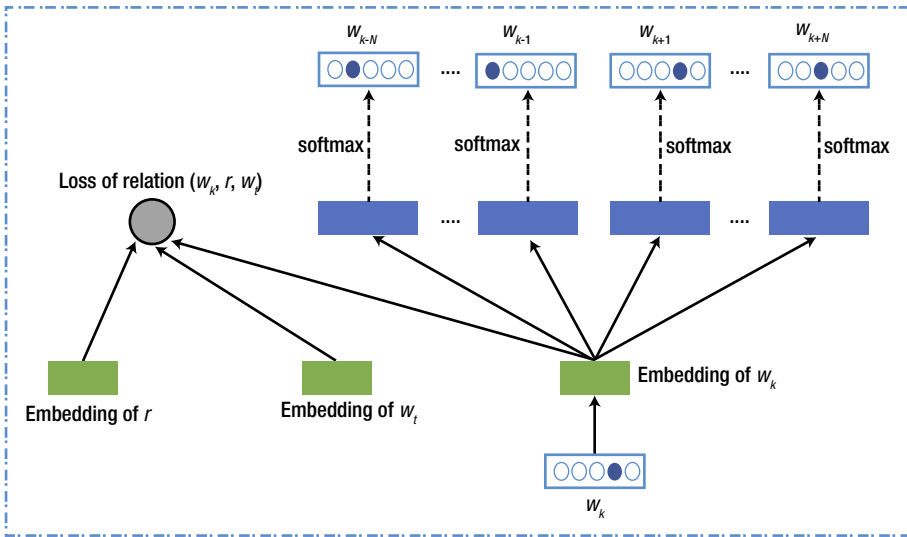 w_{k-N} w_{k-1} w_{k+1} w_{k+N}
.... ....
softmax softmax softmax softmax
Loss of relation (w_k, r, w_t)
.... ....
Embedding of w_k
Embedding of r
Embedding of w_t
w_k